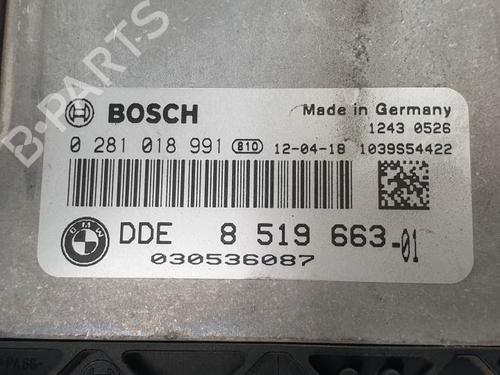 B-PARTS
BOSCH
Made in Germany
1243 0526
0 281 018 991 810 12-04-18 1039S54422
BMW DDE 8 519 663-01
030536087